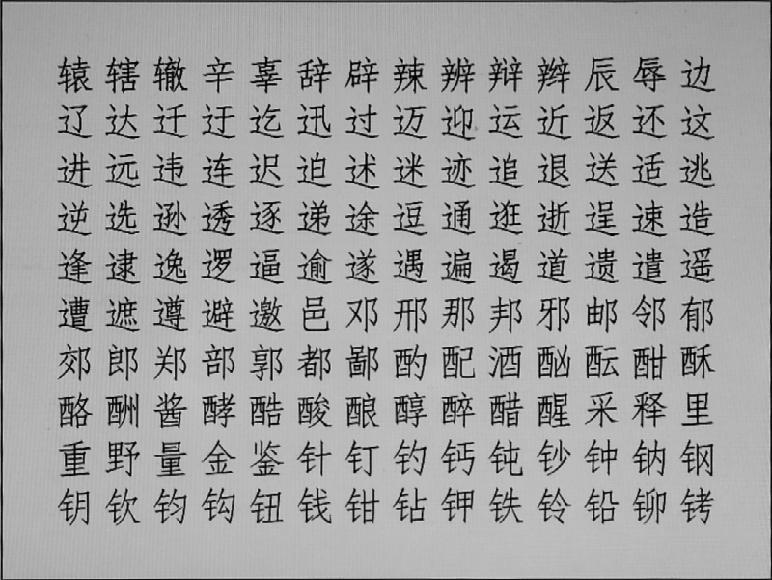 辕辖辙辛辜辞辟辣辨辩辫辰辱边
辽达迁迂迄迅过迈迎运近返还这
进远违连迟迫述迷迹追退送适逃
逆选逊透逐递途逗通逛逝逞速造
逢逮逸逻逼逾遂遇遍遏道遗遣遥
遭遮遵避邀邑邓邢那邦邪邮邻郁
郊郎郑部郭都鄙酌配酒酗酝酣酥
酪酬酱酵酷酸酿醇醉醋醒采释里
重野量金鉴针钉钓钙钝钞钟钠钢
钥钦钧钩钮钱钳钻钾铁铃铅铆铐